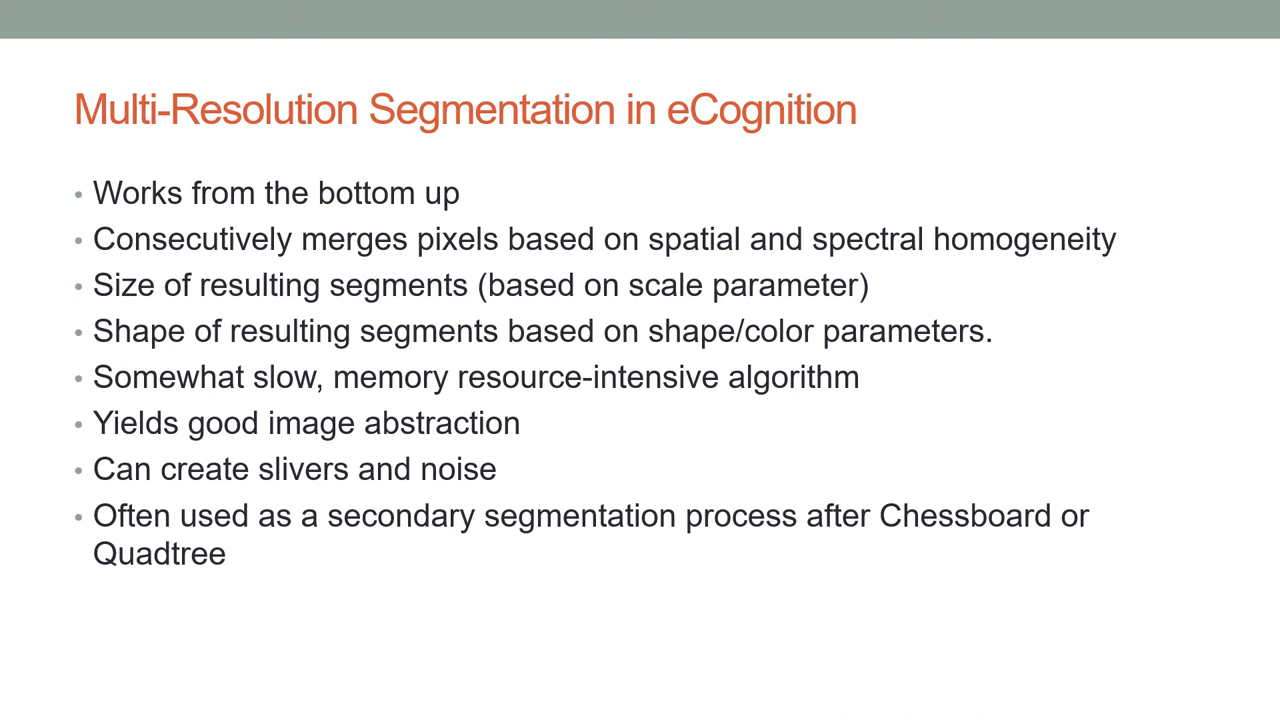 Multi-Resolution Segmentation in eCognition
• Works from the bottom up
• Consecutively merges pixels based on spatial and spectral homogeneity
• Size of resulting segments (based on scale parameter)
• Shape of resulting segments based on shape/color parameters.
• Somewhat slow, memory resource-intensive algorithm
• Yields good image abstraction
• Can create slivers and noise
• Often used as a secondary segmentation process after Chessboard or
Quadtree